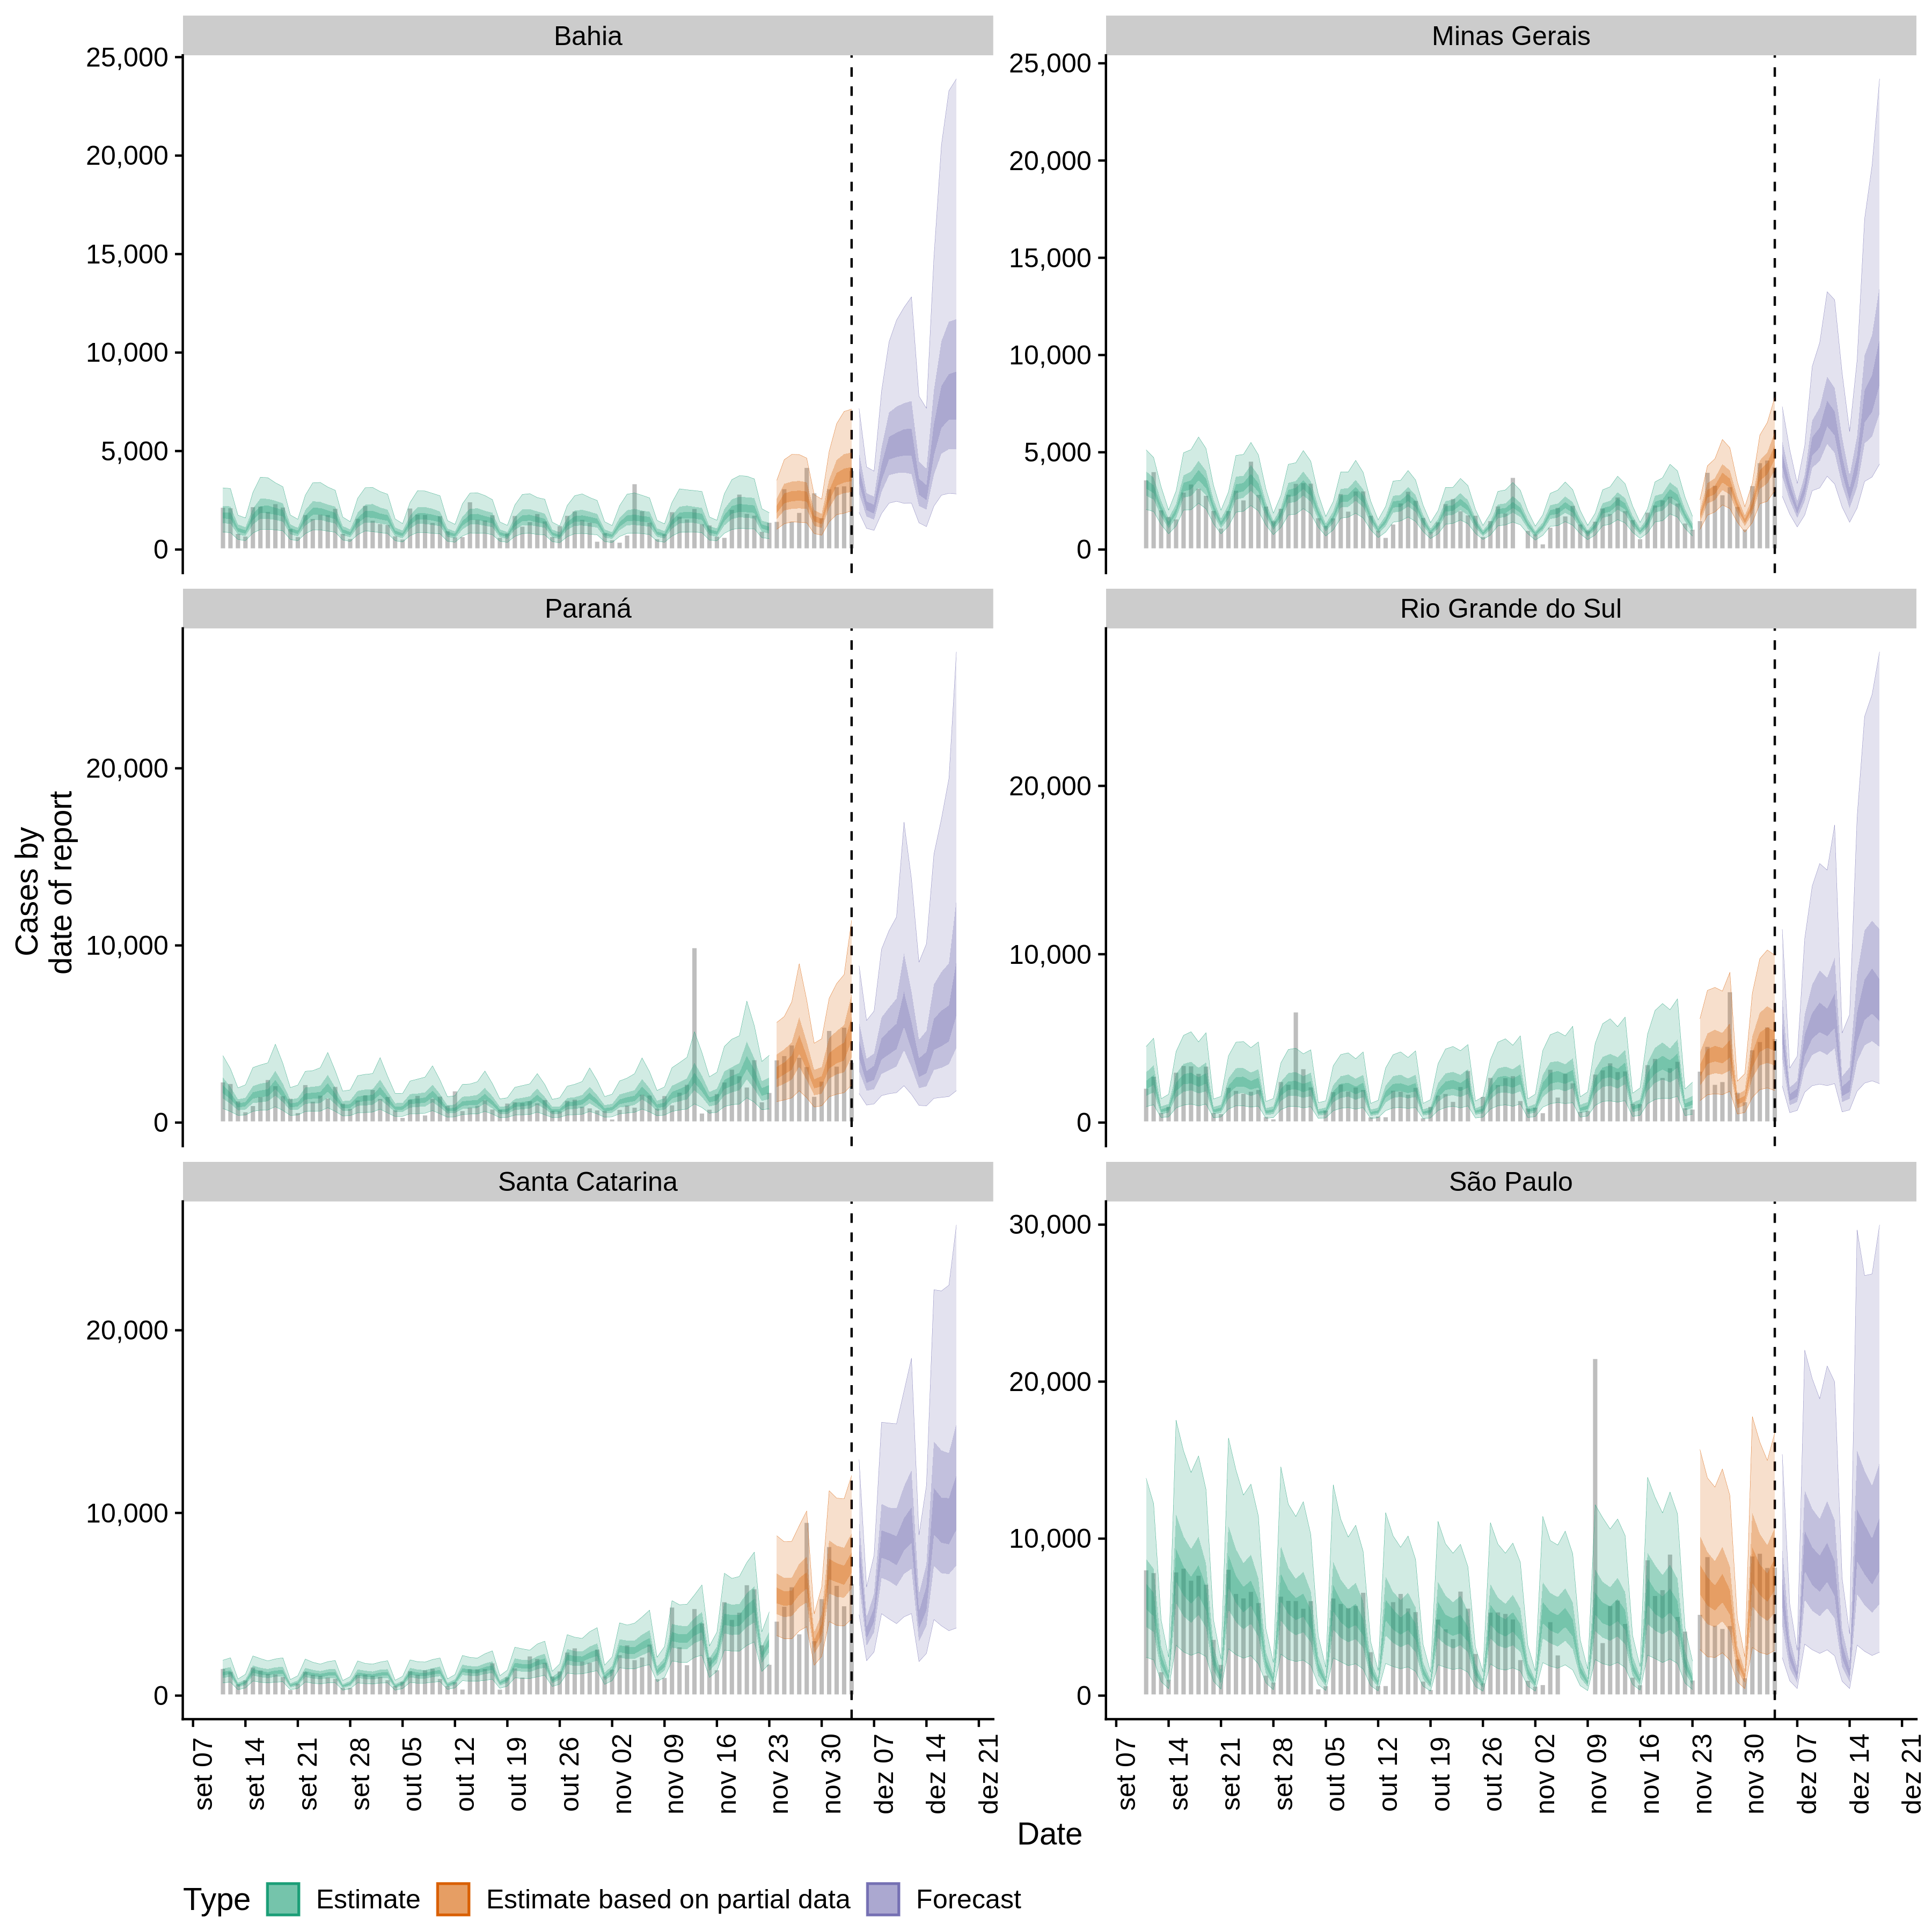 Bahia
Minas Gerais
25,000
20,000
15,000
10,000
5,000
0
25,000
20,000
15,000
10,000
5,000
0
Paraná
Rio Grande do Sul
20,000
10,000
0
20,000
10,000
0
Cases by
date of report
Santa Catarina
São Paulo
20,000
10,000
0
30,000
20,000
10,000
0
set 07
set 14
set 21
set 28
out 05
out 12
out 19
out 26
nov 02
nov 09
nov 16
nov 23
nov 30
dez 07
dez 14
dez 21
set 07
set 14
set 21
set 28
out 05
out 12
out 19
out 26
nov 02
nov 09
nov 16
nov 23
nov 30
dez 07
dez 14
dez 21
Date
Type Estimate Estimate based on partial data Forecast